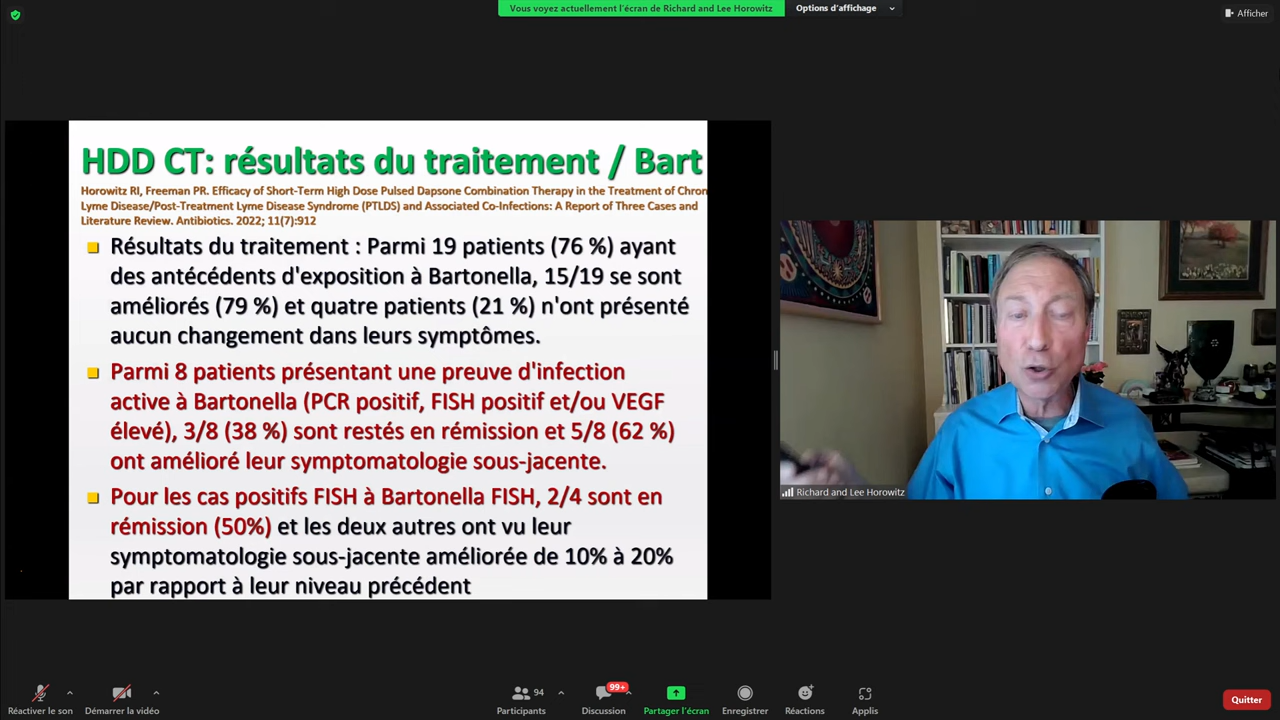 Vous voyez actuellement l'écran de Richard and Lee Horowitz
Options d'affichage
Afficher
HDD CT: résultats du traitement / Bart
Horowitz RI, Freeman PR. Efficacy of Short-Term High Dose Pulsed Dapsone Combination Therapy in the Treatment of Chron
Lyme Disease/Post-Treatment Lyme Disease Syndrome (PTLDS) and Associated Co-Infections: A Report of Three Cases and
Literature Review. Antibiotics. 2022; 11(7):912
Résultats du traitement : Parmi 19 patients (76 %) ayant
des antécédents d'exposition à Bartonella, 15/19 se sont
améliorés (79 %) et quatre patients (21 %) n'ont présenté
aucun changement dans leurs symptômes.
Parmi 8 patients présentant une preuve d'infection
active à Bartonella (PCR positif, FISH positif et/ou VEGF
élevé), 3/8 (38 %) sont restés en rémission et 5/8 (62 %)
ont amélioré leur symptomatologie sous-jacente.
Pour les cas positifs FISH à Bartonella FISH, 2/4 sont en
rémission (50%) et les deux autres ont vu leur
symptomatologie sous-jacente améliorée de 10% à 20%
par rapport à leur niveau précédent
Richard and Lee Horowitz
94
99+
Réactiver le son
Démarrer la vidéo
Participants
Discussion
Partager l'écran
Enregistrer
Réactions
Applis
Quitter